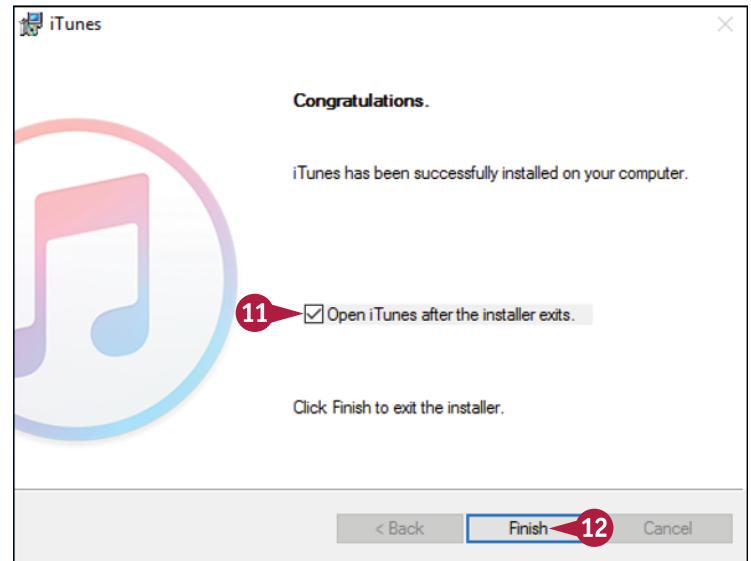 iTunes
Congratulations.
iTunes has been successfully installed on your computer.
11
Open iTunes after the installer exits.
Click Finish to exit the installer.
< Back
Finish
12
Cancel